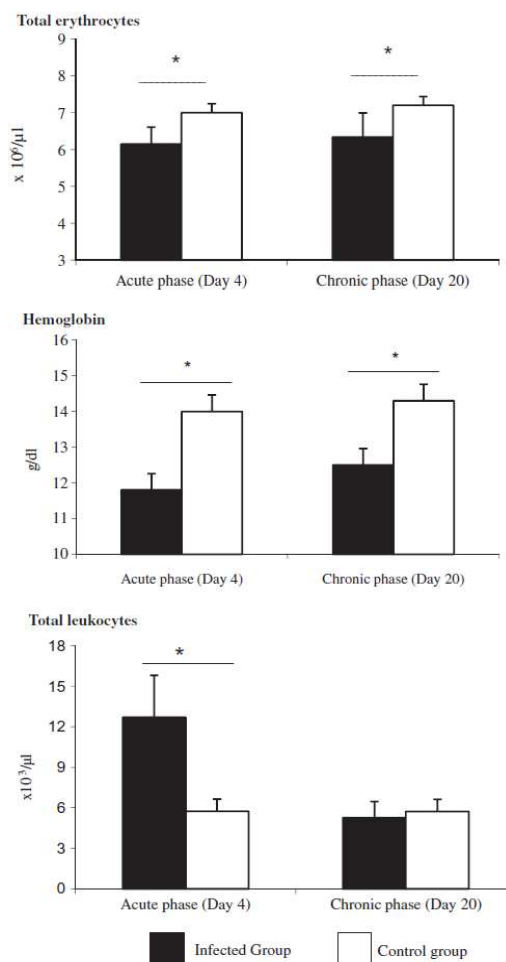 Total erythrocytes
9
8
7
6
5
4
3
x 10⁶/µl
*
*
Acute phase (Day 4)
Chronic phase (Day 20)
Hemoglobin
16
15
14
13
12
11
10
g/dl
*
*
Acute phase (Day 4)
Chronic phase (Day 20)
Total leukocytes
18
15
12
9
6
3
0
x10³/µl
*
Acute phase (Day 4)
Chronic phase (Day 20)
Infected Group
Control group